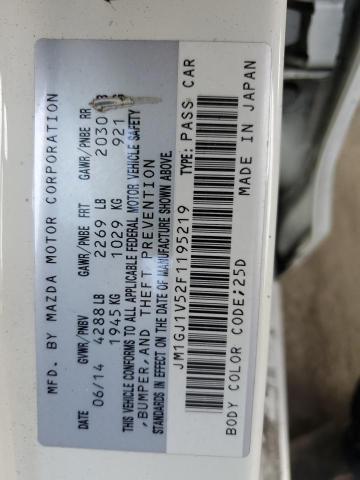 MFD. BY MAZDA MOTOR CORPORATION
DATE GVWR/PNBV GAWR/PNBE FRT GAWR/PNBE RR
06/14 4288 LB 2269 LB 2030
1945 KG 1029 KG 921
THIS VEHICLE CONFORMS TO ALL APPLICABLE FEDERAL MOTOR VEHICLE SAFETY
,BUMPER,AND THEFT PREVENTION
STANDARDS IN EFFECT ON THE DATE OF MANUFACTURE SHOWN ABOVE.
JM1GJ1V52F1195219 TYPE: PASS CAR
BODY COLOR CODE:25D MADE IN JAPAN